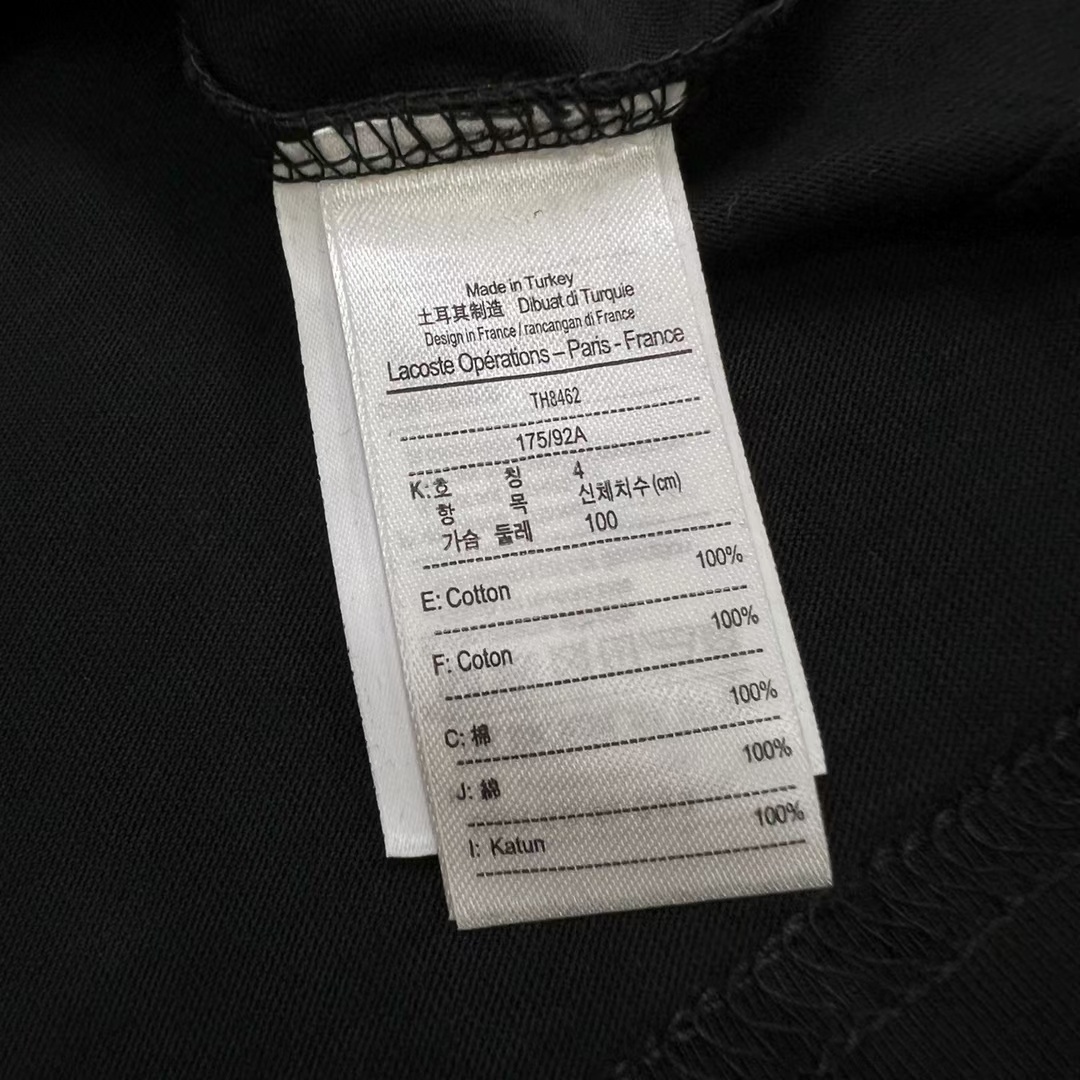 Made in Turkey
土耳其制造 Dibuat di Turquie
Design in France / rancangan di France
Lacoste Opérations – Paris - France
TH8462
175/92A
K: 호 칭 4
항 목 신체치수(cm)
가슴 둘레 100
E: Cotton 100%
F: Coton 100%
C: 棉 100%
J: 綿 100%
I: Katun 100%